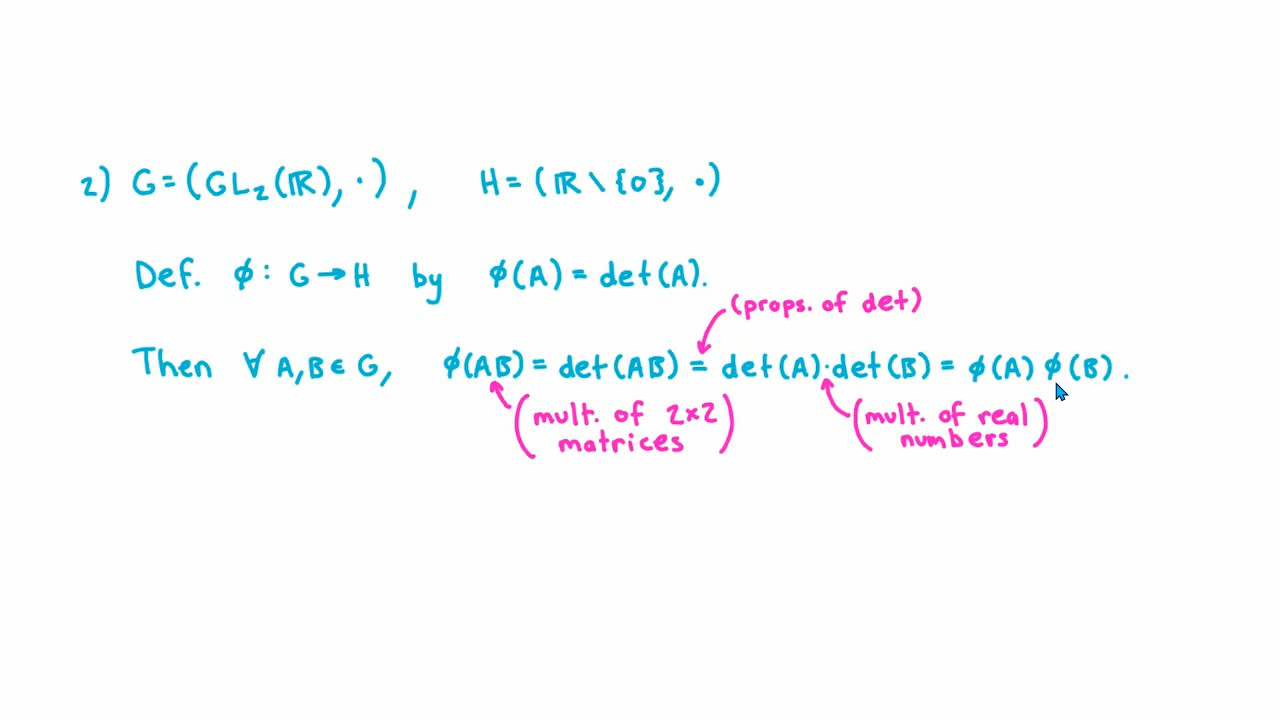 2) G = (GL₂(ℝ), ·) , H = (ℝ \ {0}, ·)
Def. ϕ : G → H by ϕ(A) = det(A).
(props. of det)
Then ∀ A, B ∈ G, ϕ(AB) = det(AB) = det(A)·det(B) = ϕ(A) ϕ(B) .
(mult. of 2×2 matrices)
(mult. of real numbers)